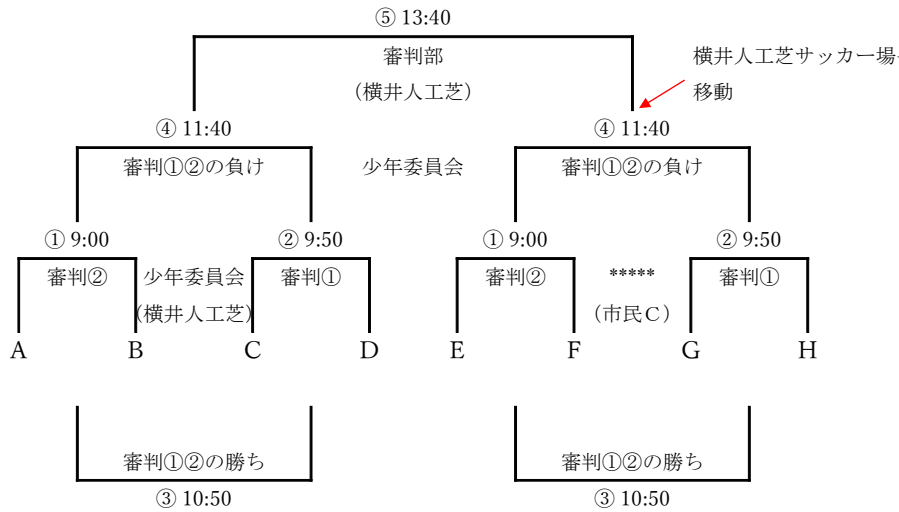 ⑤ 13:40
審判部
横井人工芝サッカー場
(横井人工芝)
移動
④ 11:40
④ 11:40
審判①②の負け
少年委員会
審判①②の負け
① 9:00
② 9:50
① 9:00
② 9:50
審判②
少年委員会
審判①
審判②
*****
審判①
(横井人工芝)
(市民C)
A
B
C
D
E
F
G
H
審判①②の勝ち
審判①②の勝ち
③ 10:50
③ 10:50